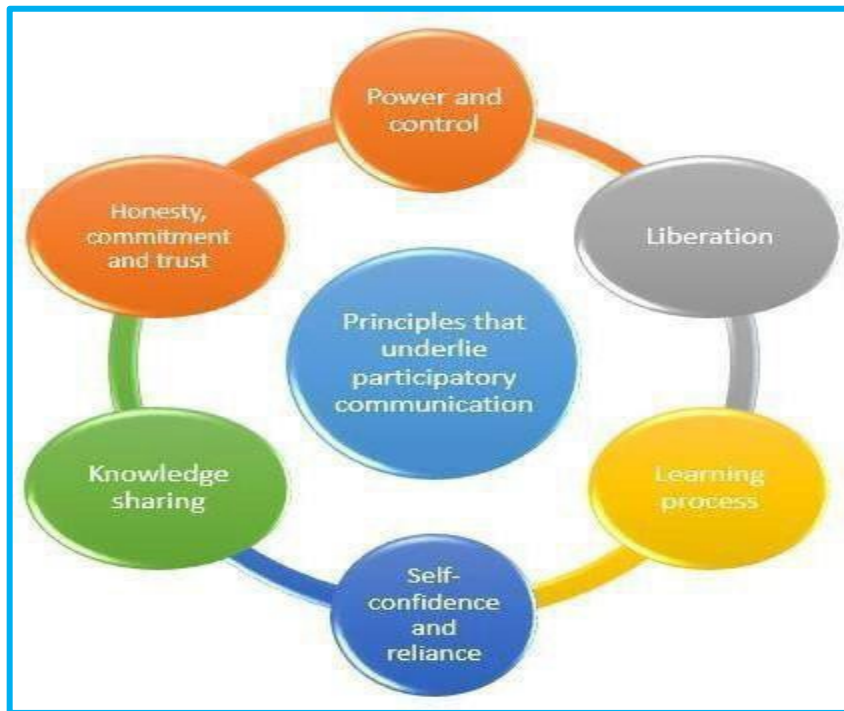 Power and
control
Liberation
Learning
process
Self-
confidence
and
reliance
Knowledge
sharing
Honesty,
commitment
and trust
Principles that
underlie
participatory
communication